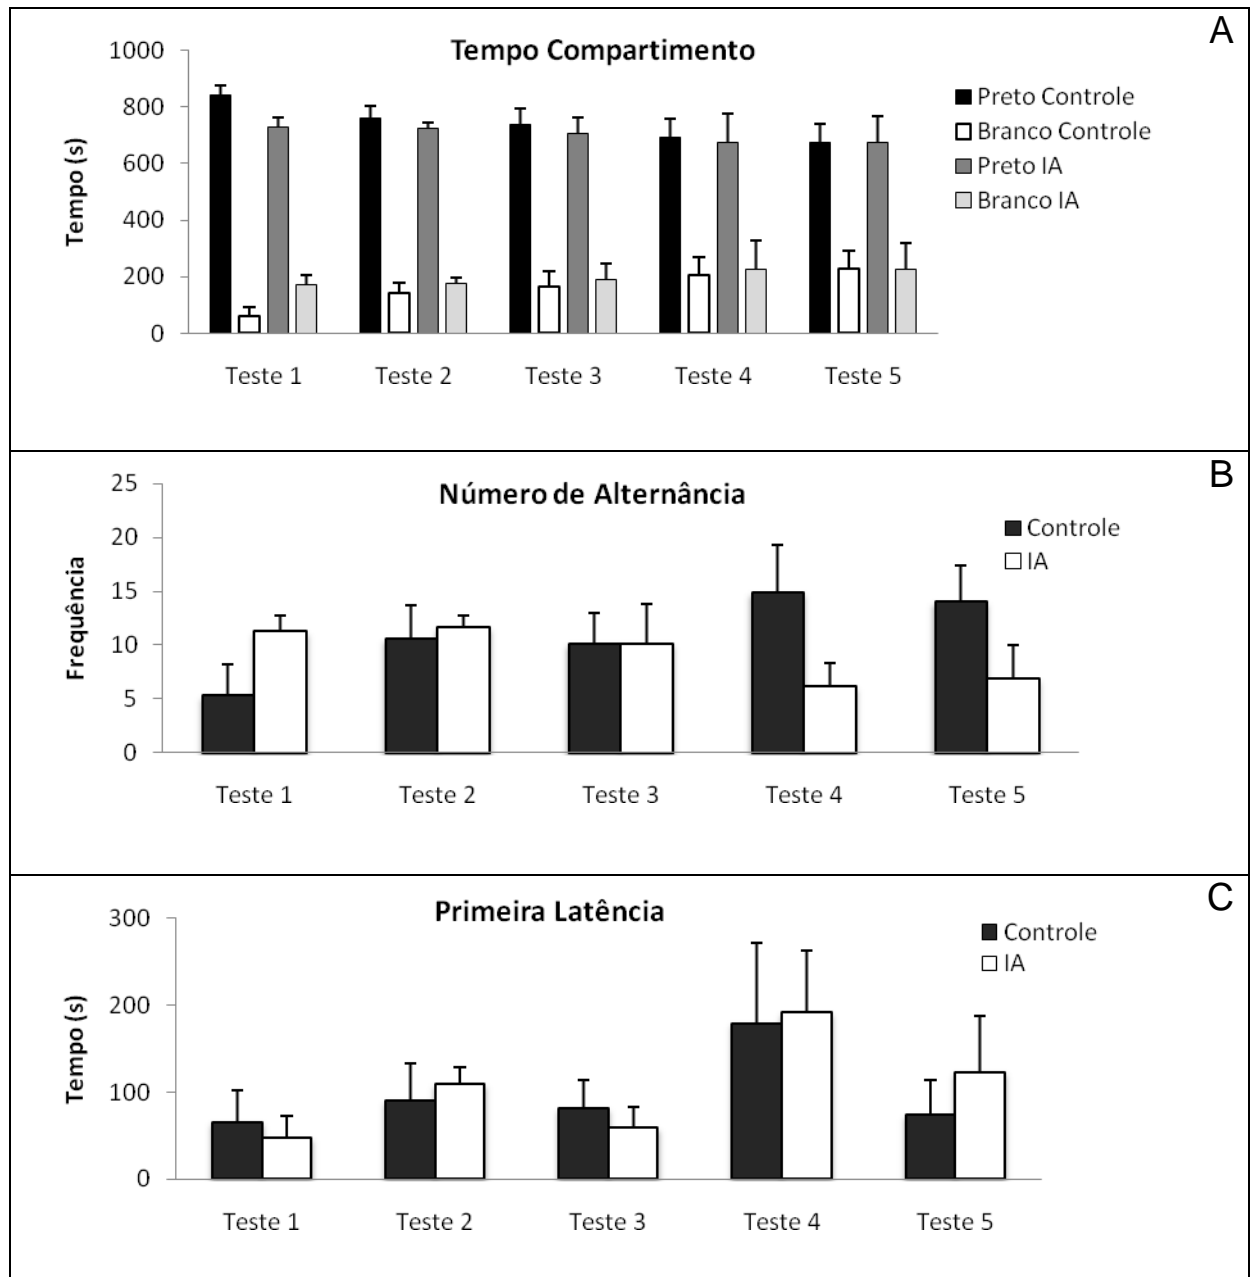 A
Tempo Compartimento
1000
800
600
400
200
0
Tempo (s)
Preto Controle
Branco Controle
Preto IA
Branco IA
Teste 1 Teste 2 Teste 3 Teste 4 Teste 5
B
Número de Alternância
25
20
15
10
5
0
Frequência
Controle
IA
Teste 1 Teste 2 Teste 3 Teste 4 Teste 5
C
Primeira Latência
300
200
100
0
Tempo (s)
Controle
IA
Teste 1 Teste 2 Teste 3 Teste 4 Teste 5